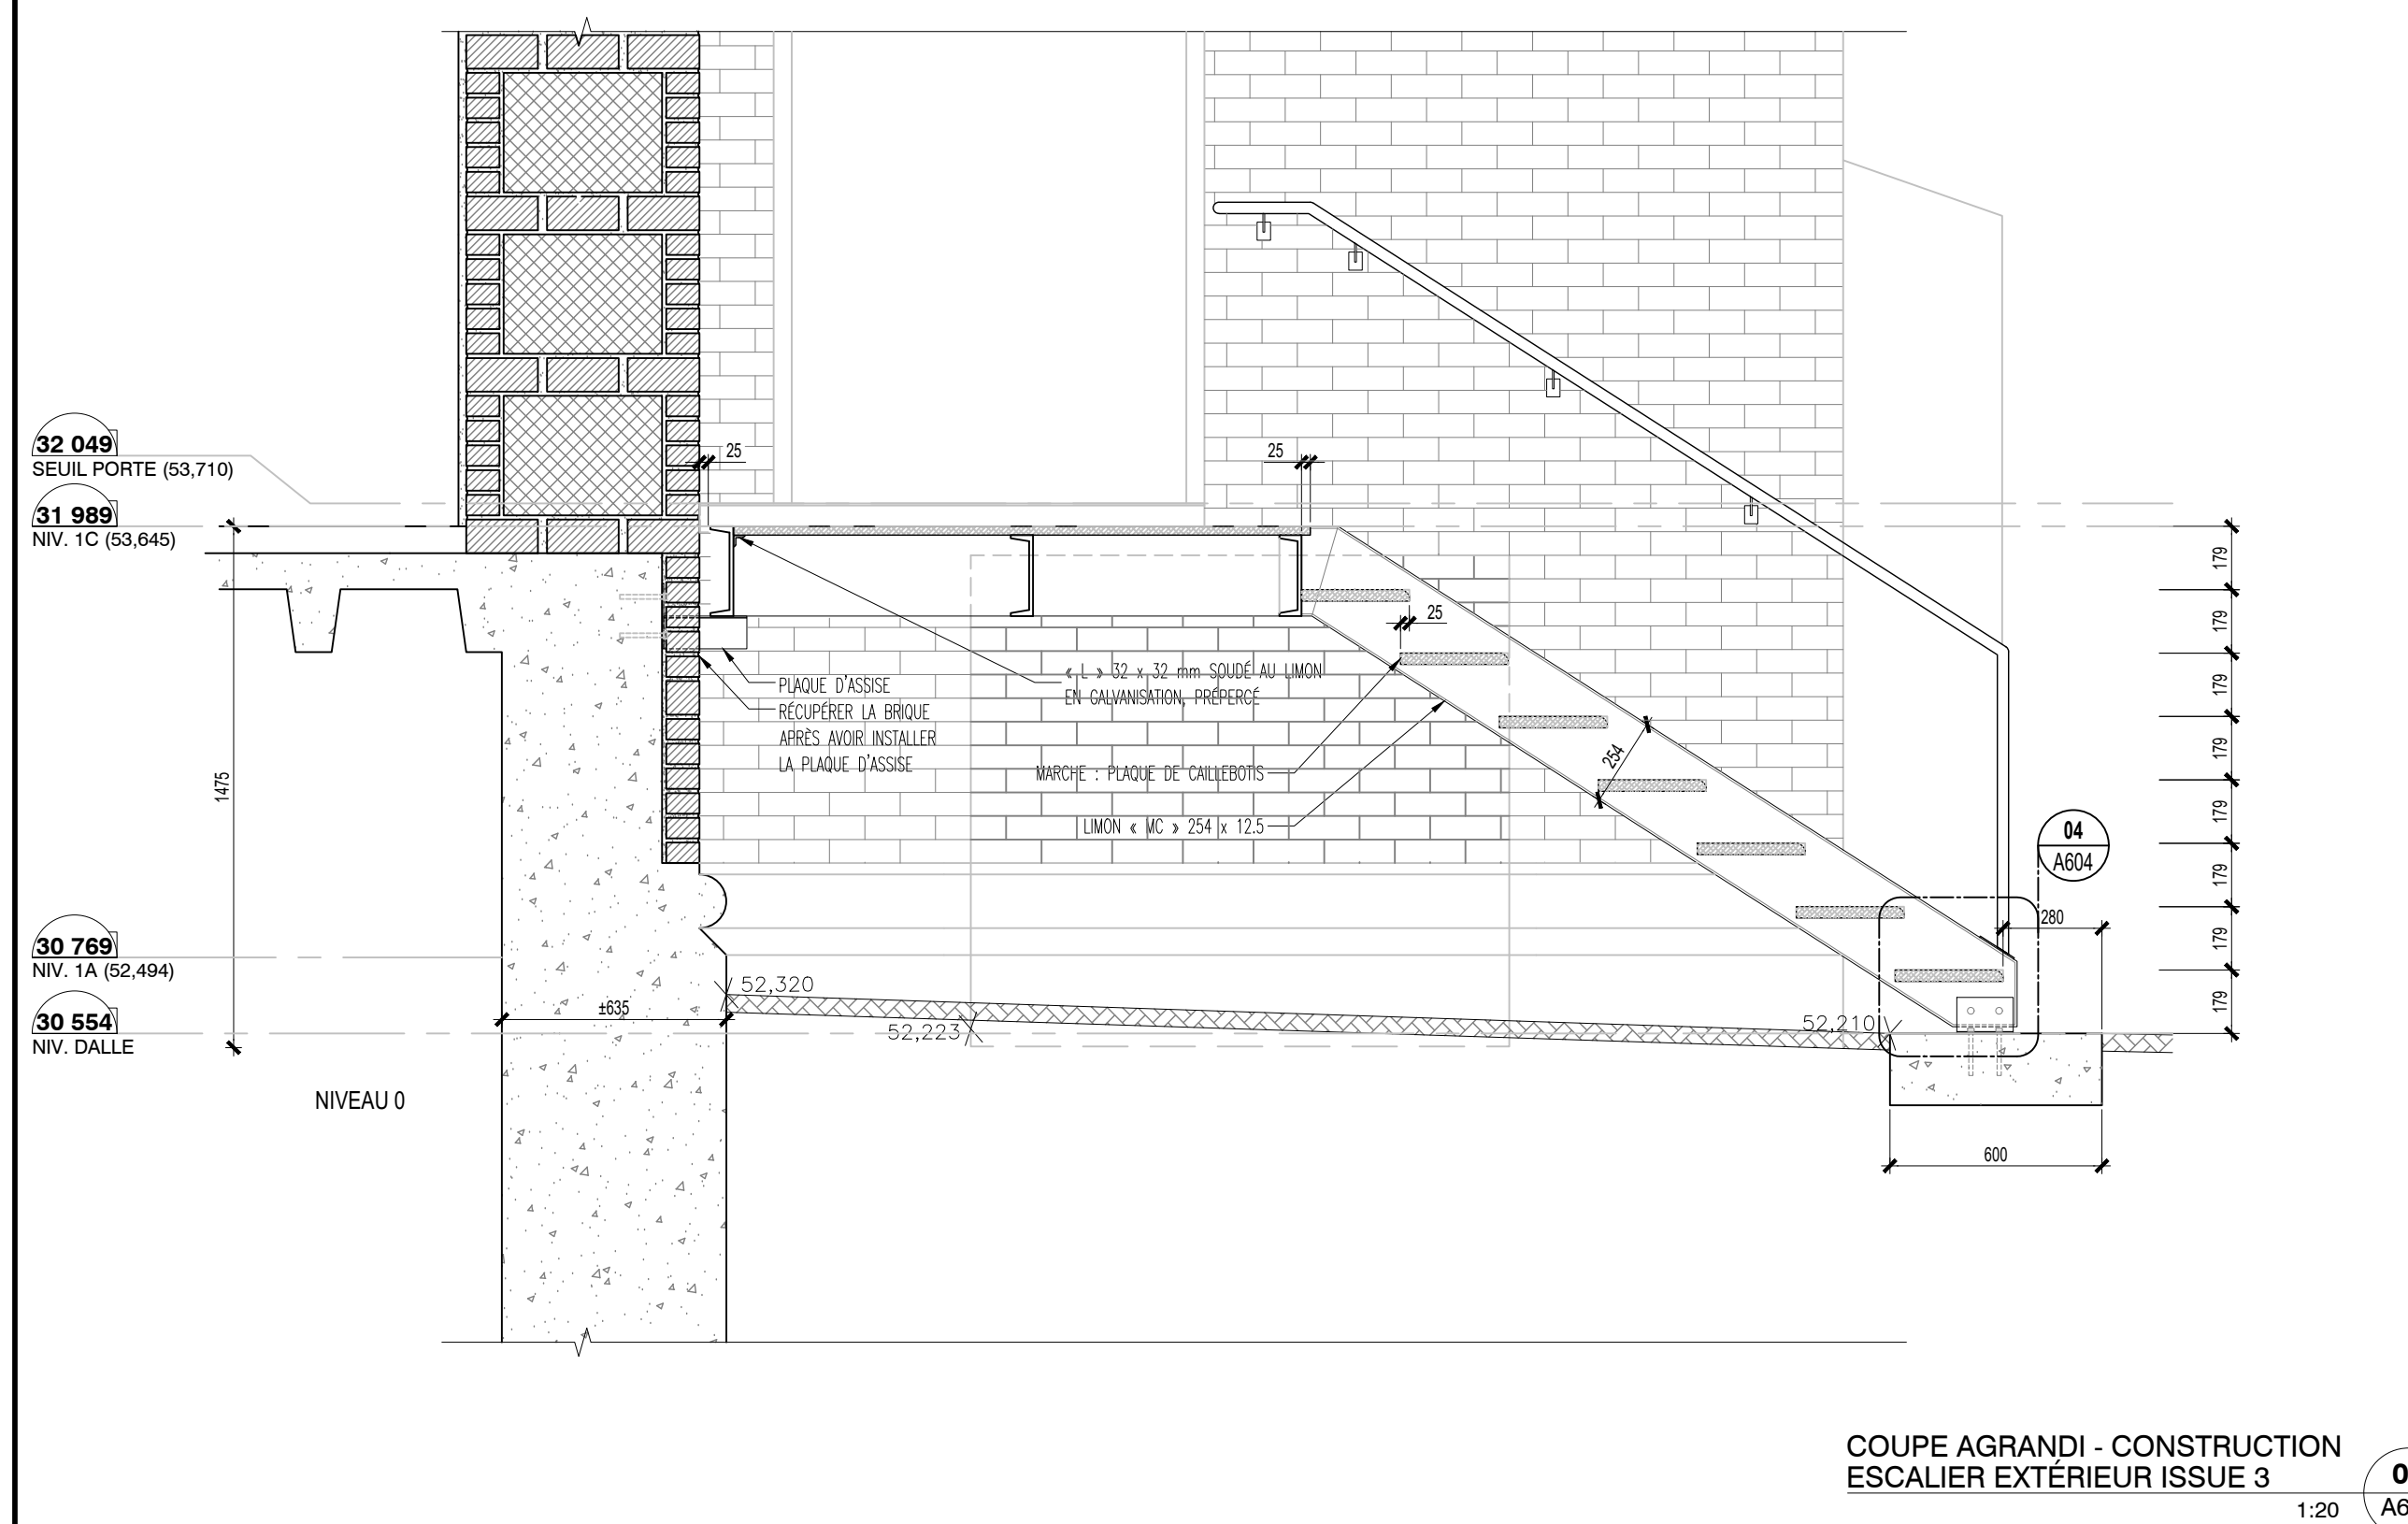 32 049
SEUIL PORTE (53,710)
31 989
NIV. 1C (53,645)
25
25
179
179
25
PLAQUE D'ASSISE
RÉCUPÉRER LA BRIQUE
APRÈS AVOIR INSTALLER
LA PLAQUE D'ASSISE
« L » 32 x 32 mm SOUDÉ AU LIMON
EN GALVANISATION, PRÉPERCÉ
179
179
1475
MARCHE : PLAQUE DE CAILLEBOTIS
254
179
LIMON « MC » 254 x 12.5
04
A604
179
280
179
179
30 769
NIV. 1A (52,494)
52,320
±635
52,223
52,210
30 554
NIV. DALLE
NIVEAU 0
600
COUPE AGRANDI - CONSTRUCTION
ESCALIER EXTÉRIEUR ISSUE 3
1:20